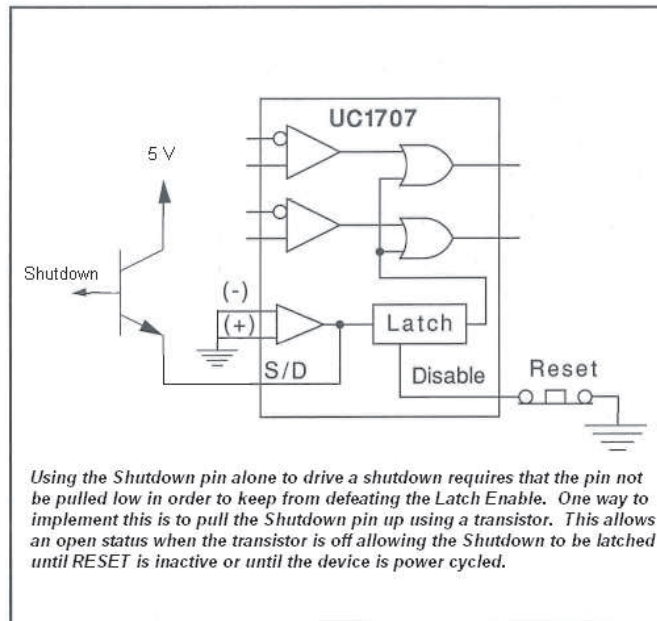 UC1707
5 V
Shutdown
(-)
(+)
Latch
S/D
Disable
Reset
Using the Shutdown pin alone to drive a shutdown requires that the pin not
be pulled low in order to keep from defeating the Latch Enable. One way to
implement this is to pull the Shutdown pin up using a transistor. This allows
an open status when the transistor is off allowing the Shutdown to be latched
until RESET is inactive or until the device is power cycled.